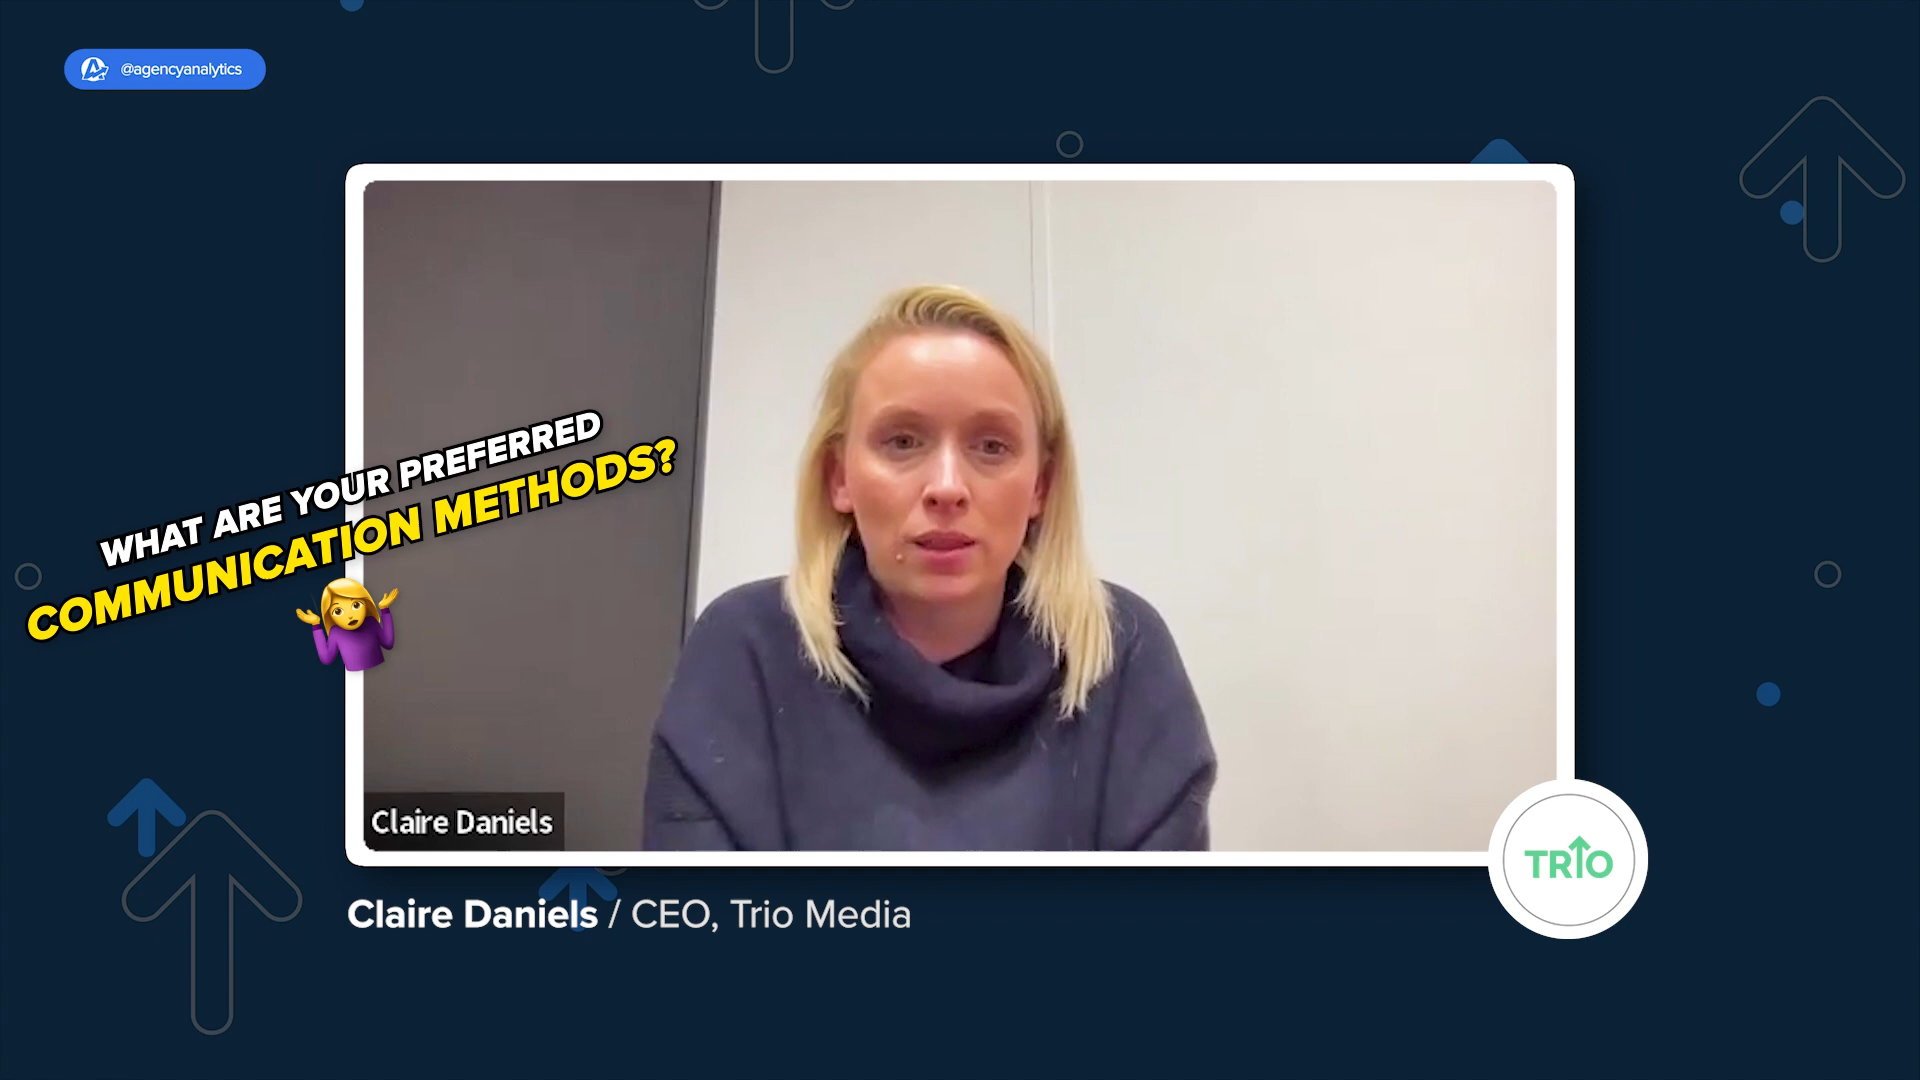 @agencyanalytics
WHAT ARE YOUR PREFERRED
COMMUNICATION METHODS?
Claire Daniels
TRIO
Claire Daniels / CEO, Trio Media